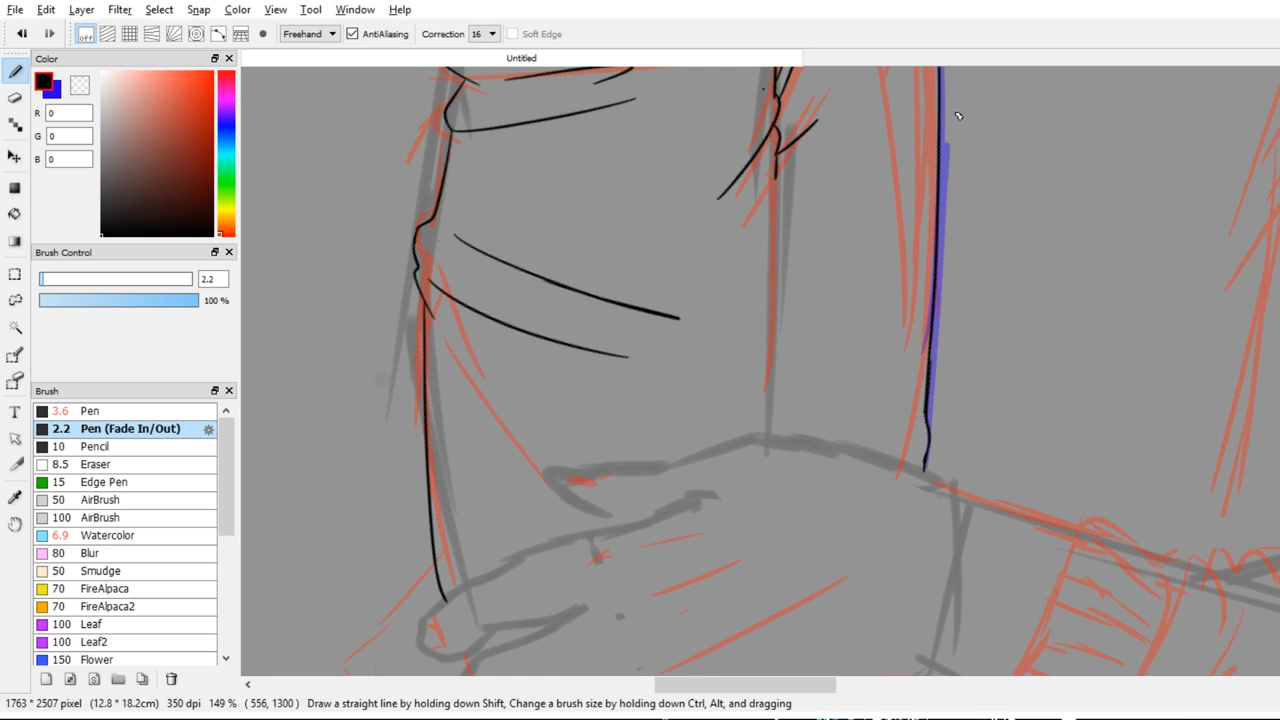 File Edit Layer Filter Select Snap Color View Tool Window Help
off Freehand AntiAliasing Correction 16 Soft Edge
Color
Untitled
R 0
G 0
B 0
Brush Control
2.2
100 %
Brush
3.6 Pen
2.2 Pen (Fade In/Out)
10 Pencil
8.5 Eraser
15 Edge Pen
50 AirBrush
100 AirBrush
6.9 Watercolor
80 Blur
50 Smudge
70 FireAlpaca
70 FireAlpaca2
100 Leaf
100 Leaf2
150 Flower
1763 * 2507 pixel (12.8 * 18.2cm) 350 dpi 149 % ( 556, 1300 ) Draw a straight line by holding down Shift, Change a brush size by holding down Ctrl, Alt, and dragging